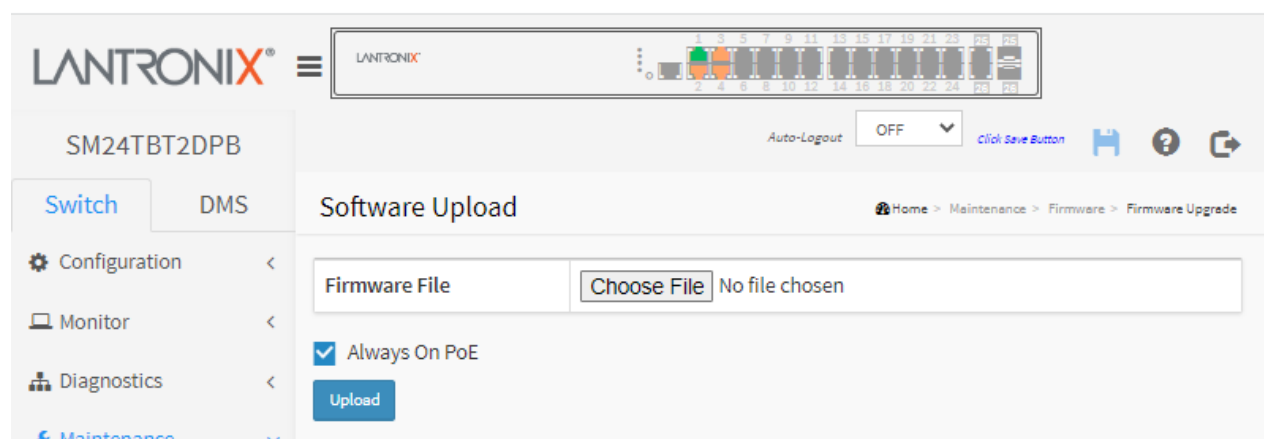 LANTRONIX®
LANTRONIX
1 3 5 7 9 11 13 15 17 19 21 23 25 25
2 4 6 8 10 12 14 16 18 20 22 24 26 26
SM24TBT2DPB
Auto-Logout OFF Click Save Button
Switch DMS
Software Upload
Home > Maintenance > Firmware > Firmware Upgrade
Configuration
Firmware File Choose File No file chosen
Monitor
Always On PoE
Diagnostics
Upload
Maintenance